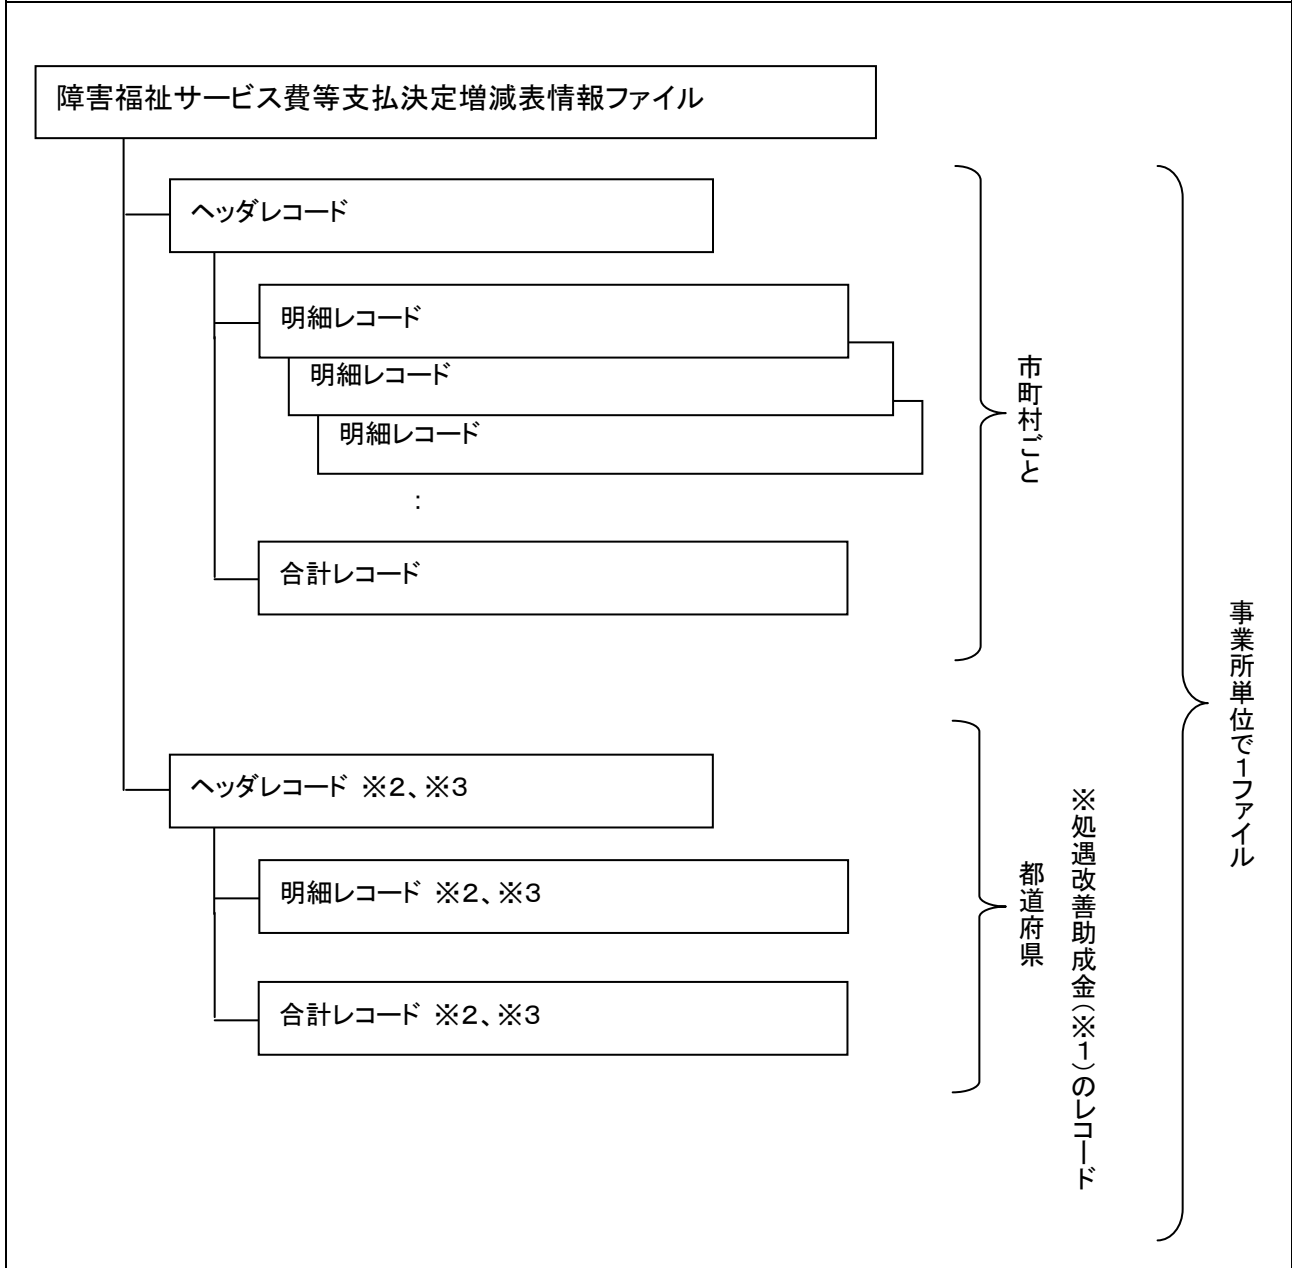 障害福祉サービス費等支払決定増減表情報ファイル
ヘッダレコード
明細レコード
明細レコード
明細レコード
：
合計レコード
市町村ごと
ヘッダレコード ※２、※３
明細レコード ※２、※３
合計レコード ※２、※３
都道府県
※処遇改善助成金（※１）のレコード
事業所単位で１ファイル